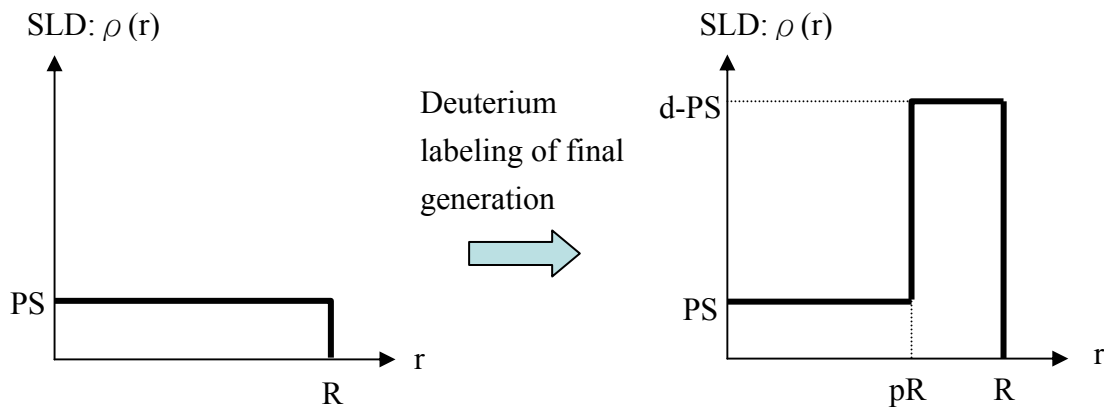 SLD: ρ (r)
PS
r
R
Deuterium
labeling of final
generation
SLD: ρ (r)
d-PS
PS
r
pR
R